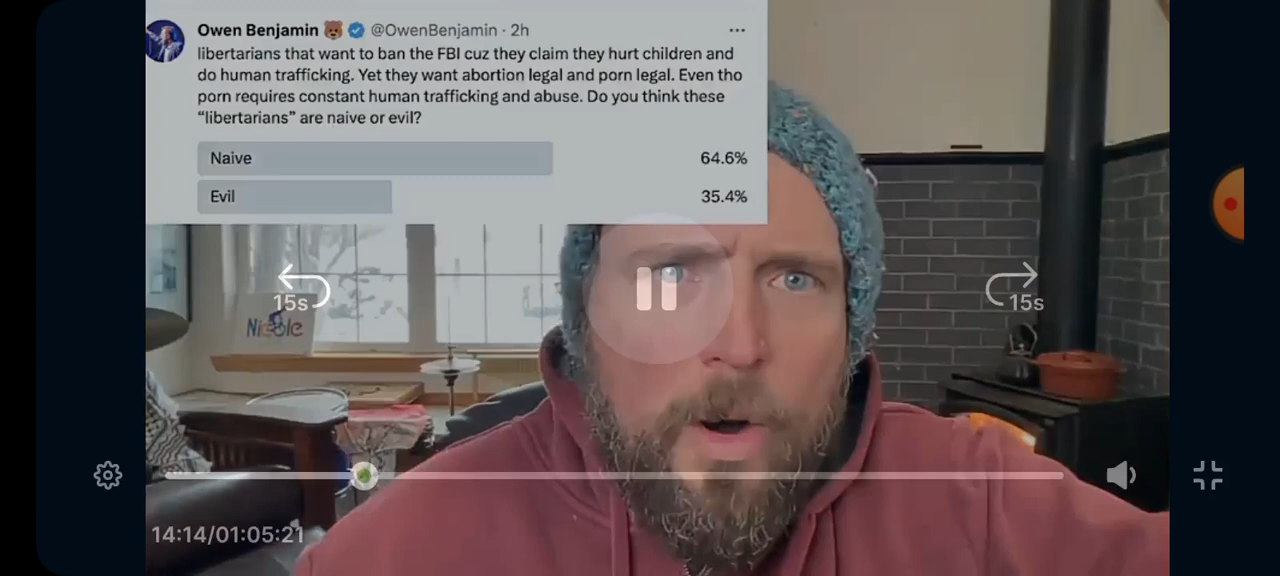 Owen Benjamin 🐻 @OwenBenjamin · 2h
libertarians that want to ban the FBI cuz they claim they hurt children and
do human trafficking. Yet they want abortion legal and porn legal. Even tho
porn requires constant human trafficking and abuse. Do you think these
“libertarians” are naive or evil?
Naive 64.6%
Evil 35.4%
15s 15s
Nicole
14:14/01:05:21